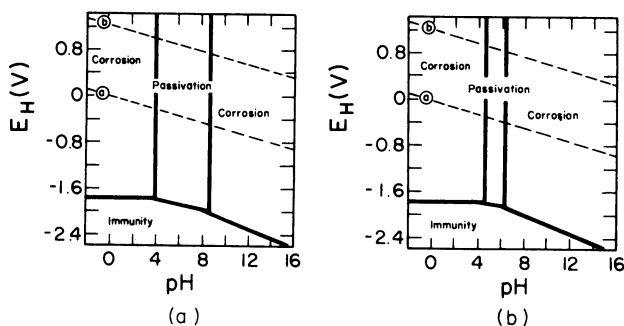 E_H(V)
0.8
0
-0.8
-1.6
-2.4
ⓑ
Corrosion
Passivation
ⓐ
Corrosion
Immunity
0 4 8 12 16
pH
(a)
E_H(V)
0.8
0
-0.8
-1.6
-2.4
ⓑ
Corrosion
Passivation
ⓐ
Corrosion
Immunity
0 4 8 12 16
pH
(b)